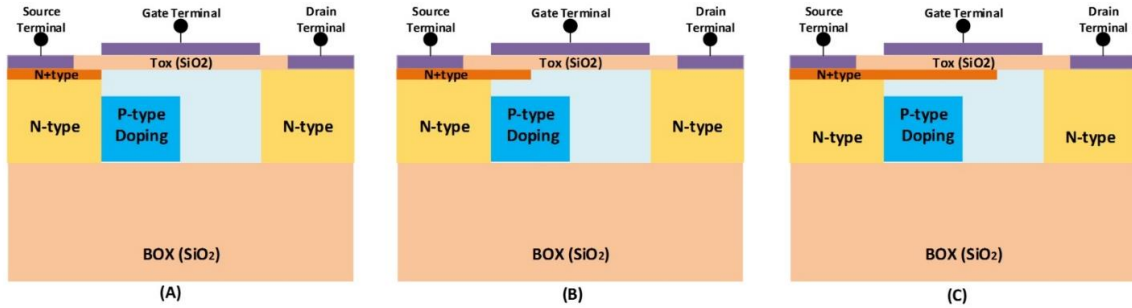 Source
Terminal
Gate Terminal
Drain
Terminal
Tox (SiO2)
N+type
N-type
P-type
Doping
N-type
BOX (SiO₂)
(A)
Source
Terminal
Gate Terminal
Drain
Terminal
Tox (SiO2)
N+type
N-type
P-type
Doping
N-type
BOX (SiO₂)
(B)
Source
Terminal
Gate Terminal
Drain
Terminal
Tox (SiO2)
N+type
N-type
P-type
Doping
N-type
BOX (SiO₂)
(C)